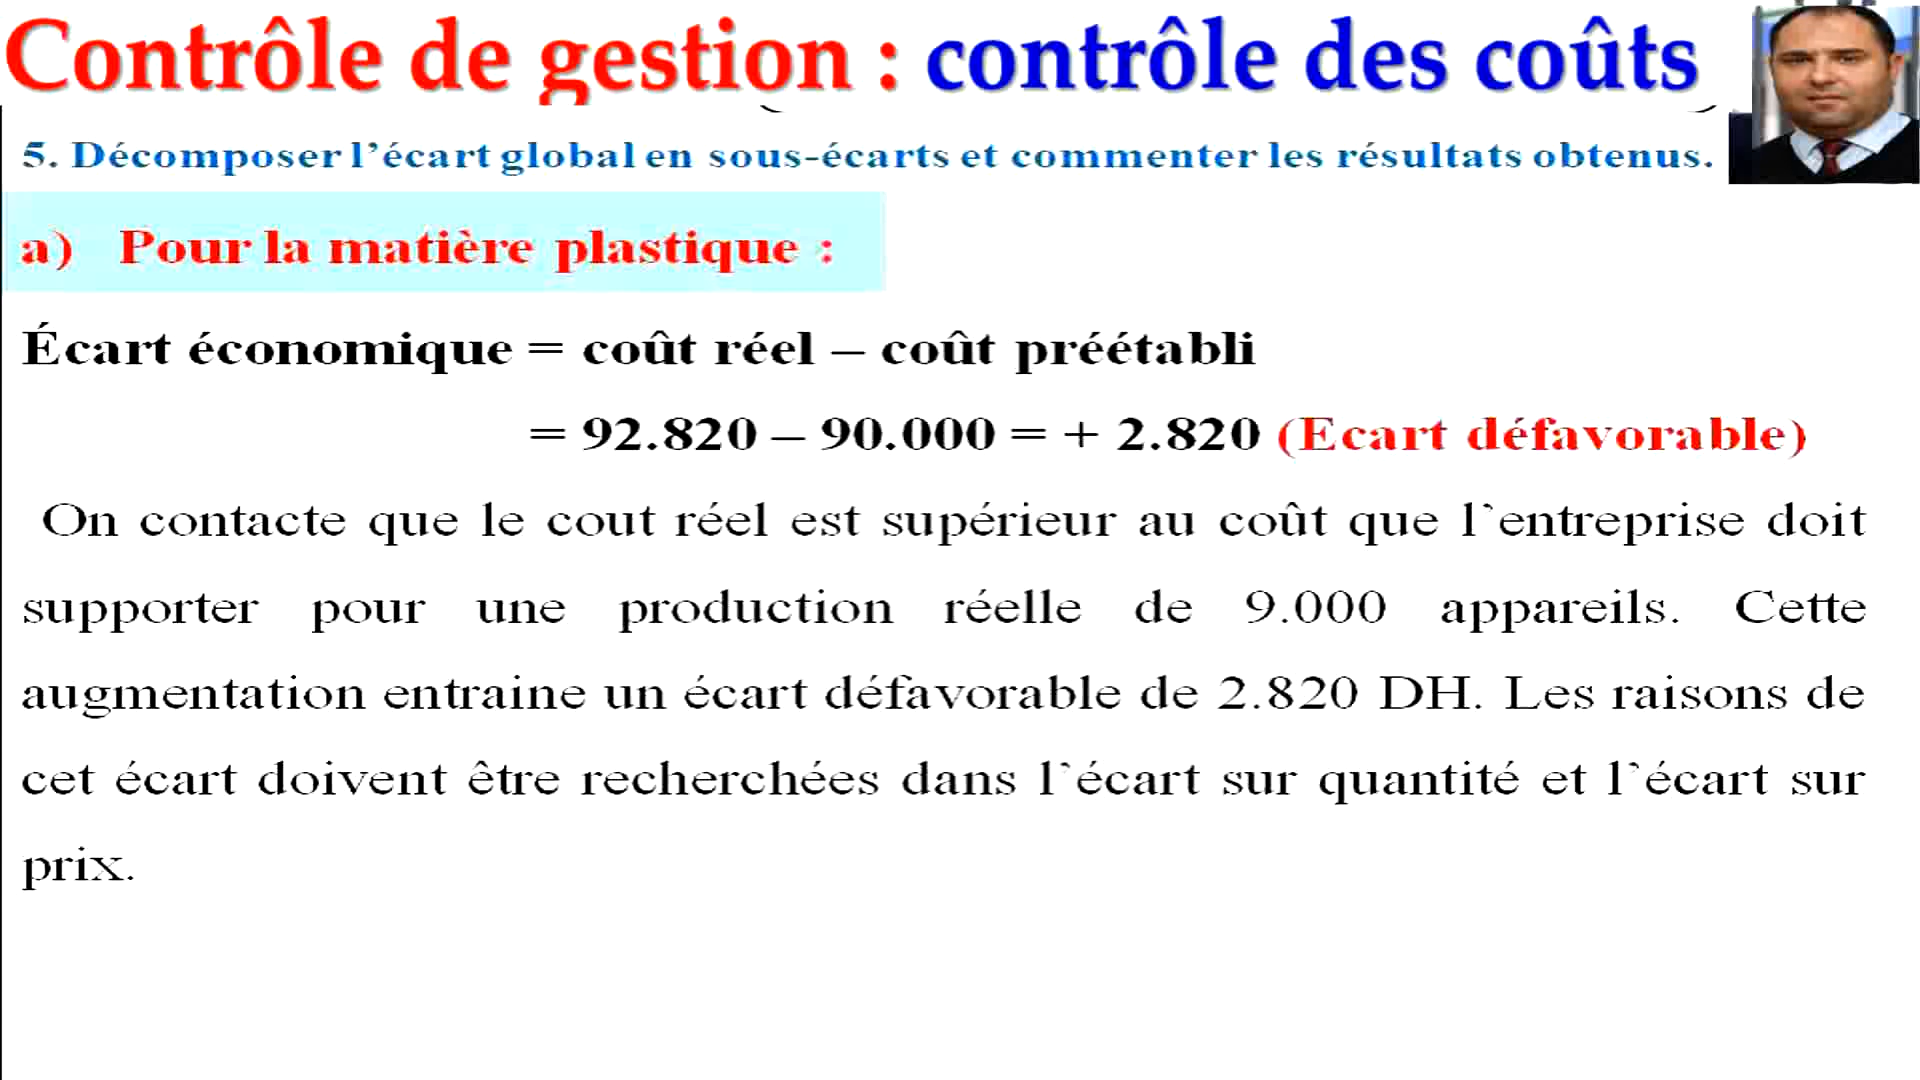 Contrôle de gestion : contrôle des coûts
5. Décomposer l’écart global en sous-écarts et commenter les résultats obtenus.
a) Pour la matière plastique :
Écart économique = coût réel – coût préétabli
= 92.820 – 90.000 = + 2.820 (Ecart défavorable)
On contacte que le cout réel est supérieur au coût que l’entreprise doit
supporter pour une production réelle de 9.000 appareils. Cette
augmentation entraine un écart défavorable de 2.820 DH. Les raisons de
cet écart doivent être recherchées dans l’écart sur quantité et l’écart sur
prix.